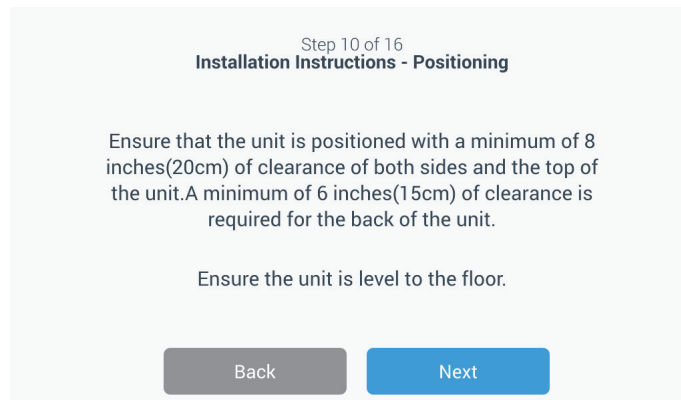 Step 10 of 16
Installation Instructions - Positioning
Ensure that the unit is positioned with a minimum of 8
inches(20cm) of clearance of both sides and the top of
the unit.A minimum of 6 inches(15cm) of clearance is
required for the back of the unit.
Ensure the unit is level to the floor.
Back
Next